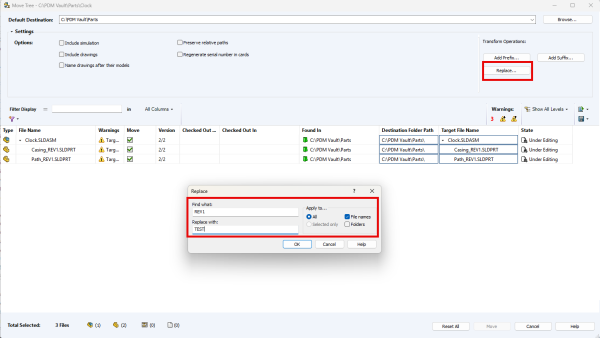 Move Tree - C:\PDM Vault\Parts\Clock
Default Destination: C:\PDM Vault\Parts Browse...
Settings
Options: Include simulation Preserve relative paths Transform Operations:
Include drawings Regenerate serial number in cards Add Prefix... Add Suffix...
Name drawings after their models Replace...
Filter Display = in All Columns Warnings: Show All Levels
3
Type File Name Warnings Move Version Checked Out ... Checked Out In Found In Destination Folder Path Target File Name State
Clock.SLDASM Targ... 2/2 C:\PDM Vault\Parts C:\PDM Vault\Parts\ Clock.SLDASM Under Editing
Casing_REV1.SLDPRT Targ... 2/2 C:\PDM Vault\Parts C:\PDM Vault\Parts\ Casing_REV1.SLDPRT Under Editing
Path_REV1.SLDPRT Targ... 2/2 C:\PDM Vault\Parts C:\PDM Vault\Parts\ Path_REV1.SLDPRT Under Editing
Replace ?
Find what: Apply to...
REV1 All File names
Replace with: Selected only Folders
TEST
OK Cancel Help
Total Selected: 3 Files (1) (2) (0) (0) Reset All Move Cancel Help